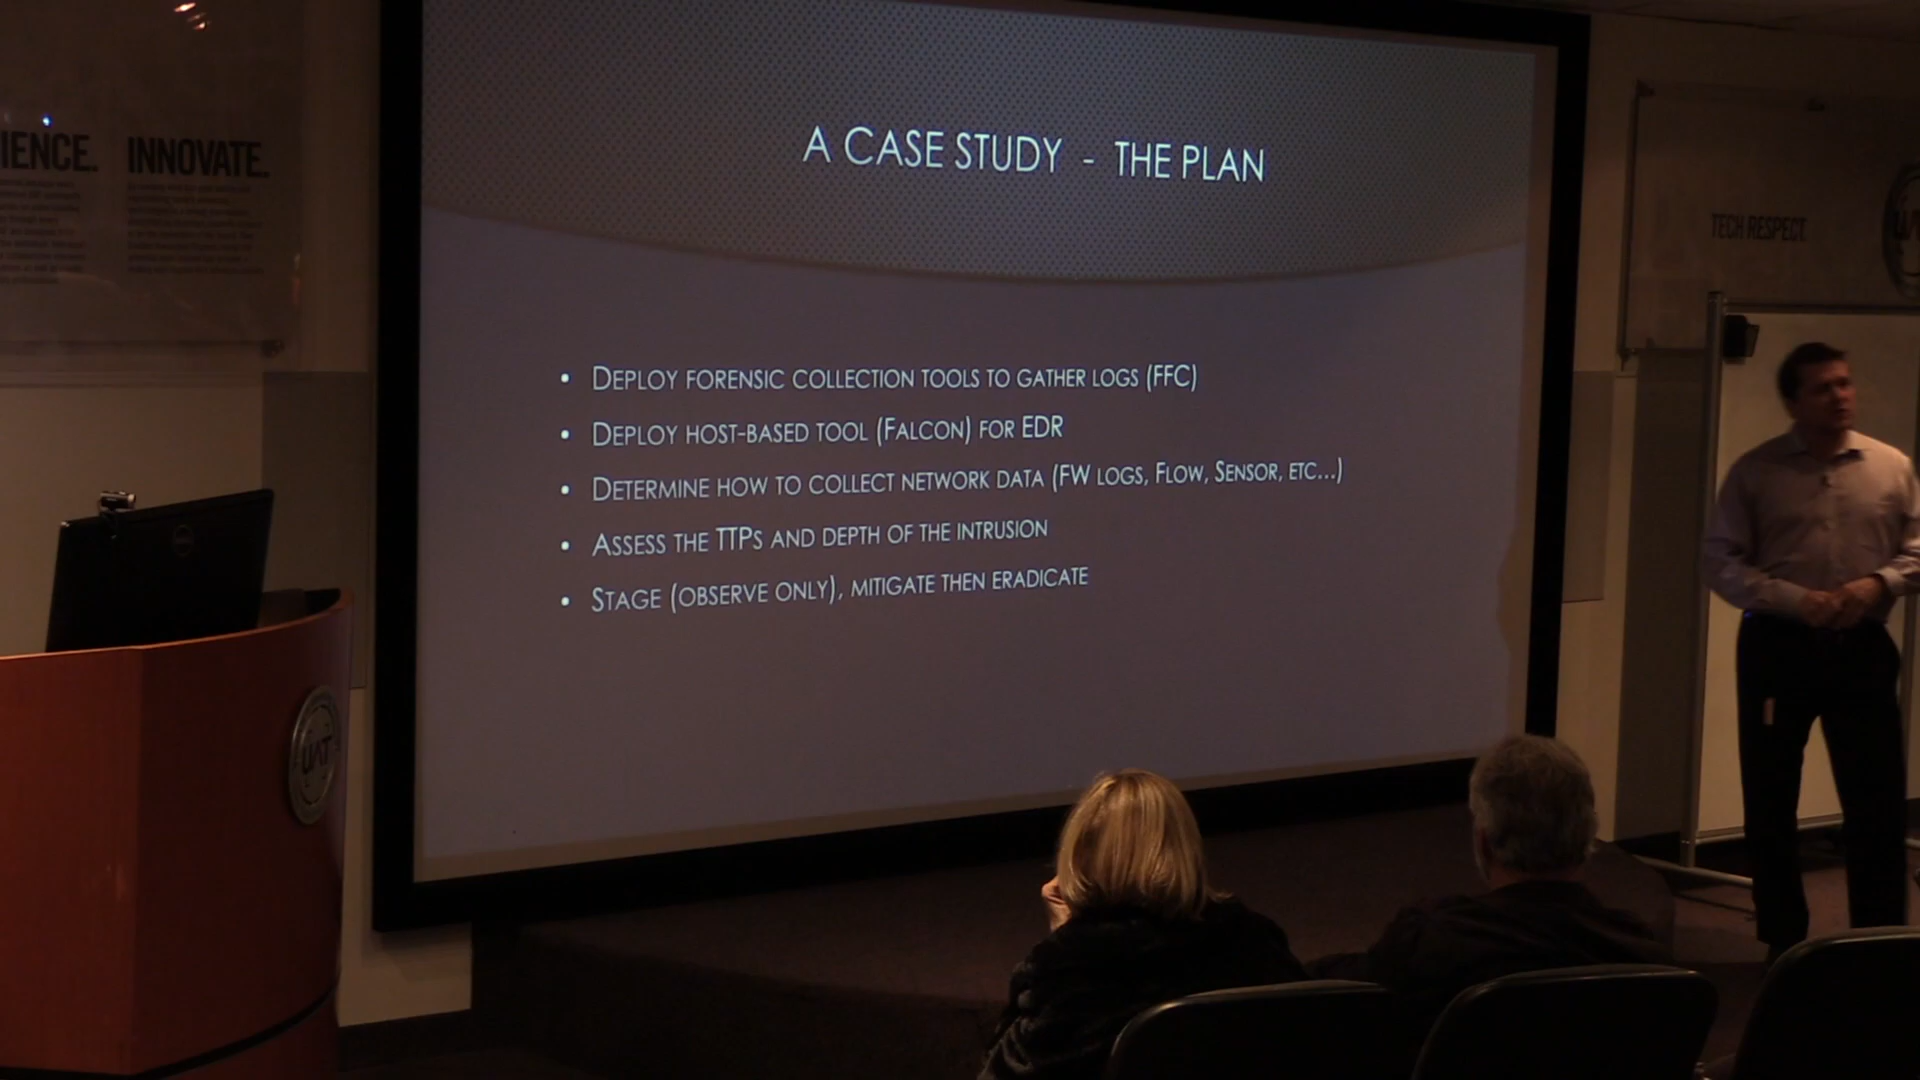 IENCE.
INNOVATE.
A CASE STUDY - THE PLAN
TECH RESPECT.
• DEPLOY FORENSIC COLLECTION TOOLS TO GATHER LOGS (FFC)
• DEPLOY HOST-BASED TOOL (FALCON) FOR EDR
• DETERMINE HOW TO COLLECT NETWORK DATA (FW LOGS, FLOW, SENSOR, ETC...)
• ASSESS THE TTPS AND DEPTH OF THE INTRUSION
• STAGE (OBSERVE ONLY), MITIGATE THEN ERADICATE
UAT